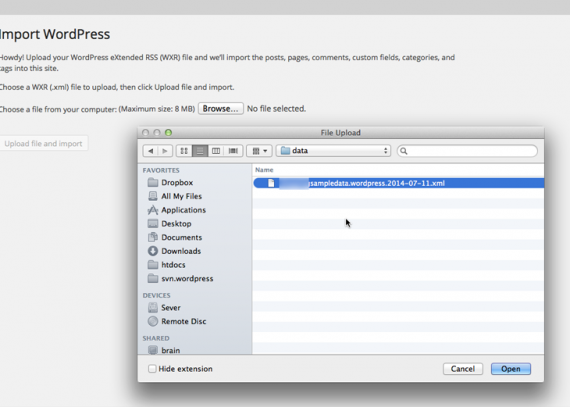 Import WordPress
Howdy! Upload your WordPress eXtended RSS (WXR) file and we'll import the posts, pages, comments, custom fields, categories, and
tags into this site.
Choose a WXR (.xml) file to upload, then click Upload file and import.
Choose a file from your computer: (Maximum size: 8 MB) Browse... No file selected.
Upload file and import
File Upload
data
Name
FAVORITES
sampledata.wordpress.2014-07-11.xml
Dropbox
All My Files
Applications
Desktop
Documents
Downloads
htdocs
svn.wordpress
DEVICES
Sever
Remote Disc
SHARED
brain
Hide extension
Cancel
Open